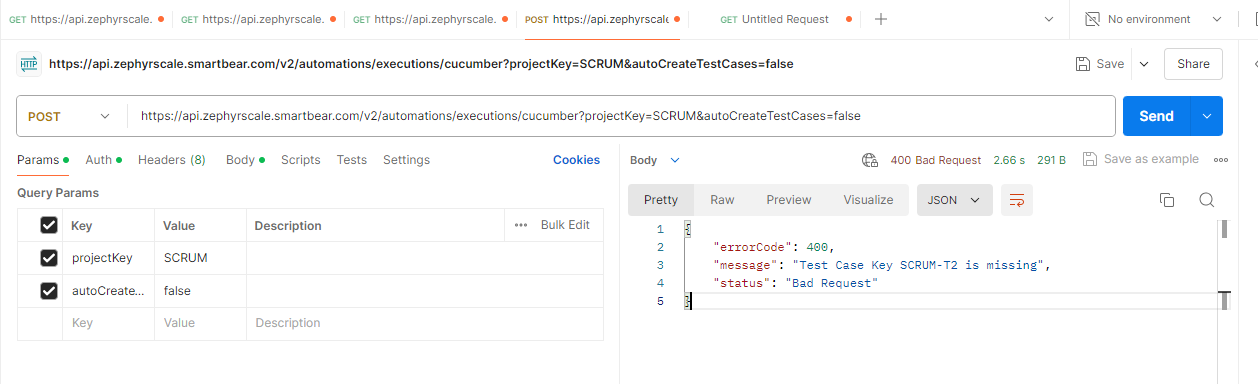 GET https://api.zephyrscale. GET https://api.zephyrscale. GET https://api.zephyrscale. POST https://api.zephyrscale GET Untitled Request No environment
HTTP https://api.zephyrscale.smartbear.com/v2/automations/executions/cucumber?projectKey=SCRUM&autoCreateTestCases=false Save Share
POST https://api.zephyrscale.smartbear.com/v2/automations/executions/cucumber?projectKey=SCRUM&autoCreateTestCases=false Send
Params Auth Headers (8) Body Scripts Tests Settings Cookies
Query Params
Key Value Description Bulk Edit
projectKey SCRUM
autoCreate... false
Key Value Description
Body 400 Bad Request 2.66 s 291 B Save as example
Pretty Raw Preview Visualize JSON
1 {
2 "errorCode": 400,
3 "message": "Test Case Key SCRUM-T2 is missing",
4 "status": "Bad Request"
5 }